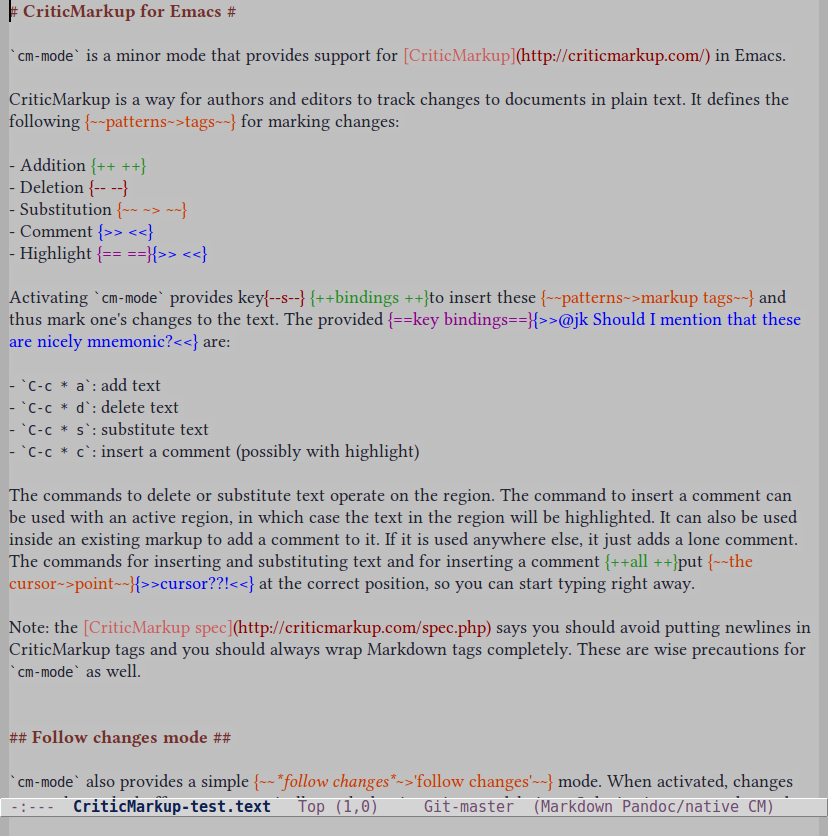 # CriticMarkup for Emacs #
`cm-mode` is a minor mode that provides support for [CriticMarkup](http://criticmarkup.com/) in Emacs.
CriticMarkup is a way for authors and editors to track changes to documents in plain text. It defines the
following {~~patterns~>tags~~} for marking changes:
- Addition {++ ++}
- Deletion {-- --}
- Substitution {~~ ~> ~~}
- Comment {>> <<}
- Highlight {== ==}{>> <<}
Activating `cm-mode` provides key{--s--} {++bindings ++}to insert these {~~patterns~>markup tags~~} and
thus mark one's changes to the text. The provided {==key bindings==}{>>@jk Should I mention that these
are nicely mnemonic?<<} are:
- `C-c * a`: add text
- `C-c * d`: delete text
- `C-c * s`: substitute text
- `C-c * c`: insert a comment (possibly with highlight)
The commands to delete or substitute text operate on the region. The command to insert a comment can
be used with an active region, in which case the text in the region will be highlighted. It can also be used
inside an existing markup to add a comment to it. If it is used anywhere else, it just adds a lone comment.
The commands for inserting and substituting text and for inserting a comment {++all ++}put {~~the
cursor~>point~~}{>>cursor??!<<} at the correct position, so you can start typing right away.
Note: the [CriticMarkup spec](http://criticmarkup.com/spec.php) says you should avoid putting newlines in
CriticMarkup tags and you should always wrap Markdown tags completely. These are wise precautions for
`cm-mode` as well.
## Follow changes mode ##
`cm-mode` also provides a simple {~~*follow changes*~>'follow changes'~~} mode. When activated, changes
-:--- CriticMarkup-test.text Top (1,0) Git-master (Markdown Pandoc/native CM)